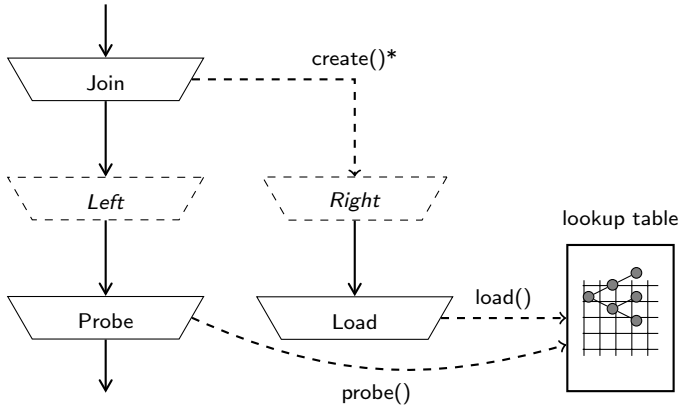 create()*
Join
Left
Right
lookup table
load()
Probe
Load
probe()